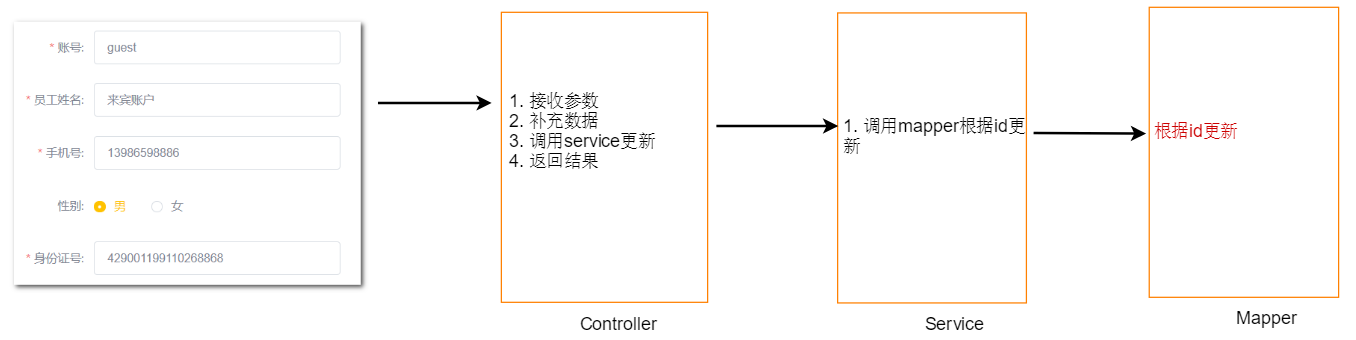 * 账号: guest
* 员工姓名: 来宾账户
* 手机号: 13986598886
性别: 男 女
* 身份证号: 429001199110268868
1. 接收参数
2. 补充数据
3. 调用service更新
4. 返回结果
Controller
1. 调用mapper根据id更
新
Service
根据id更新
Mapper